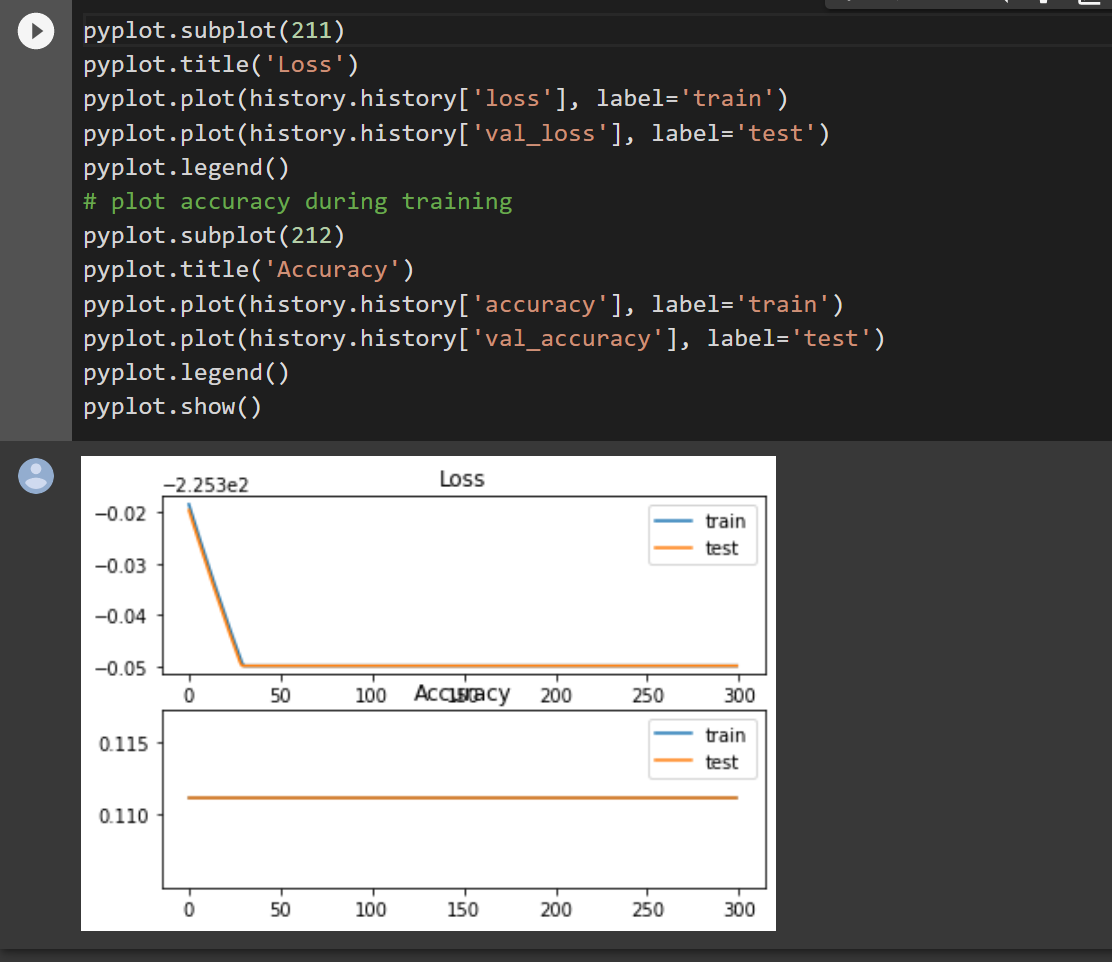 pyplot.subplot(211)
pyplot.title('Loss')
pyplot.plot(history.history['loss'], label='train')
pyplot.plot(history.history['val_loss'], label='test')
pyplot.legend()
# plot accuracy during training
pyplot.subplot(212)
pyplot.title('Accuracy')
pyplot.plot(history.history['accuracy'], label='train')
pyplot.plot(history.history['val_accuracy'], label='test')
pyplot.legend()
pyplot.show()
−2.253e2 Loss
−0.02
−0.03
−0.04
−0.05
train
test
0 50 100 150 200 250 300
Accuracy
0.115
0.110
train
test
0 50 100 150 200 250 300